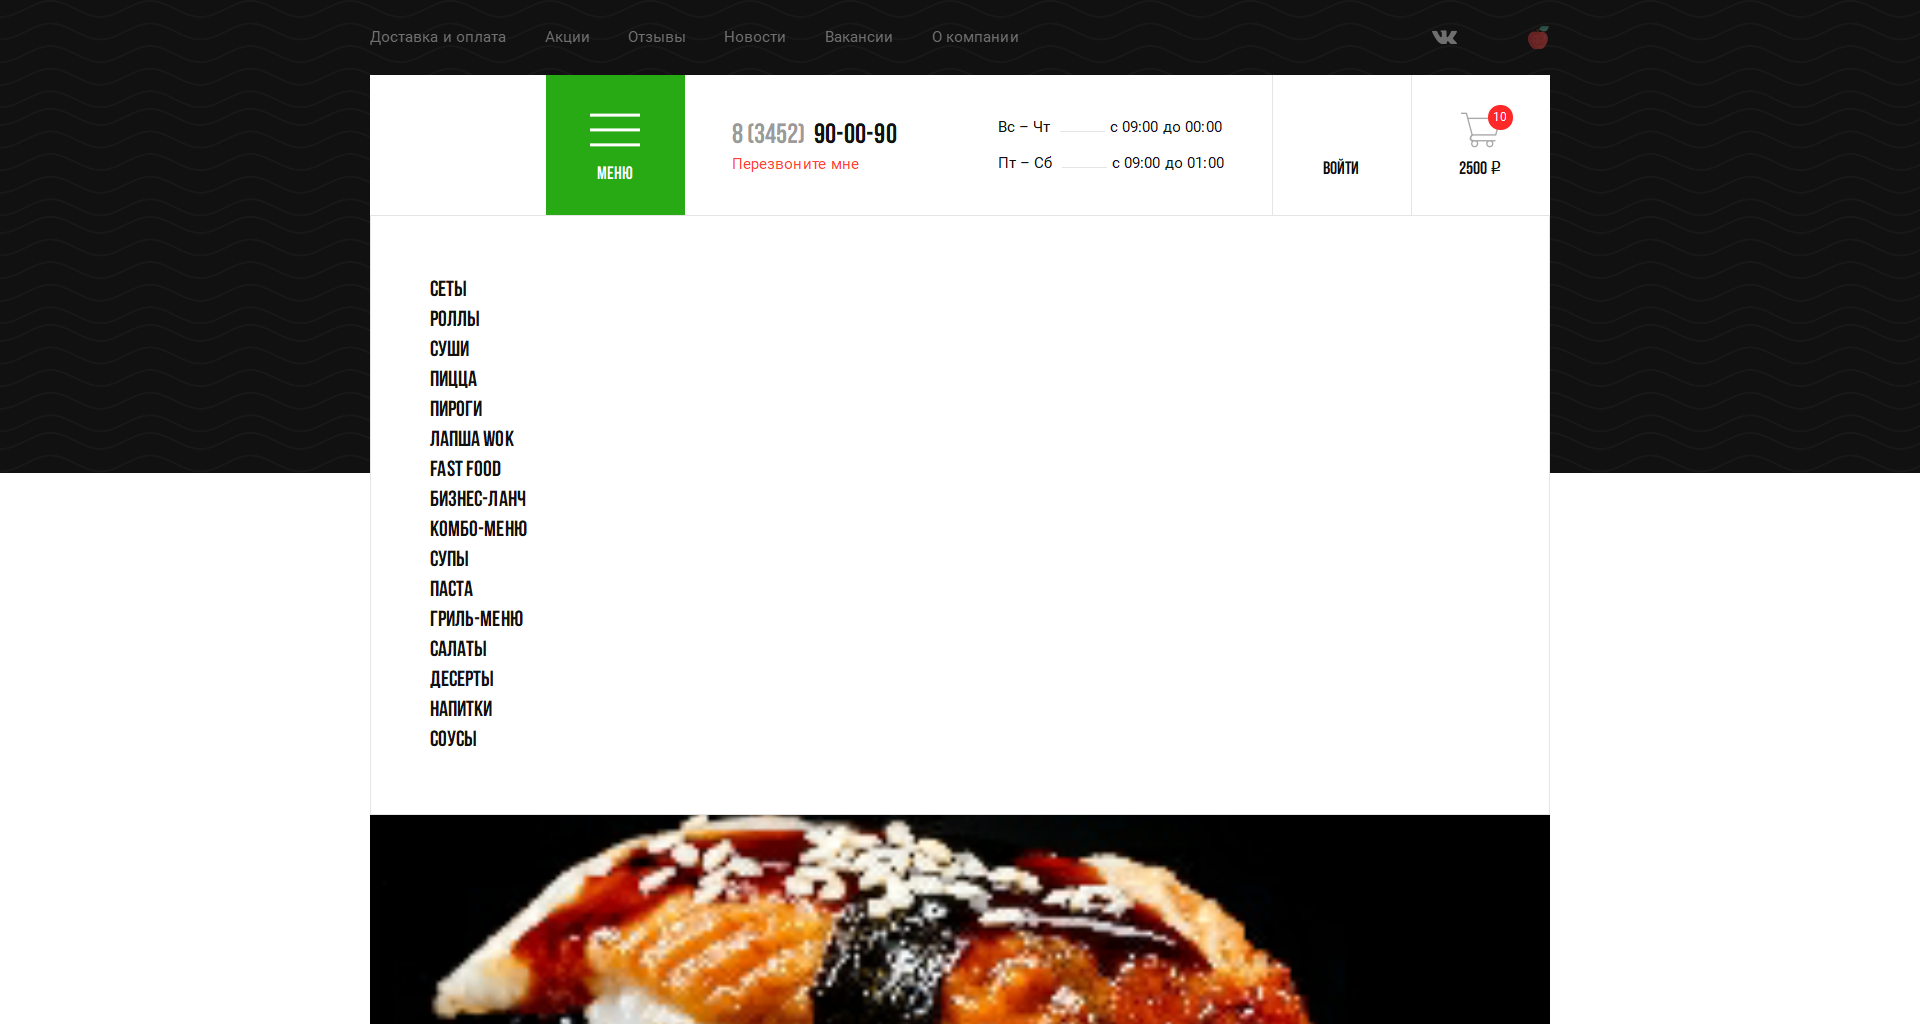 Доставка и оплата Акции Отзывы Новости Вакансии О компании
МЕНЮ
8 (3452) 90-00-90
Перезвоните мне
Вс – Чт с 09:00 до 00:00
Пт – Сб с 09:00 до 01:00
ВОЙТИ
10
2500 ₽
СЕТЫ
РОЛЛЫ
СУШИ
ПИЦЦА
ПИРОГИ
ЛАПША WOK
FAST FOOD
БИЗНЕС-ЛАНЧ
КОМБО-МЕНЮ
СУПЫ
ПАСТА
ГРИЛЬ-МЕНЮ
САЛАТЫ
ДЕСЕРТЫ
НАПИТКИ
СОУСЫ